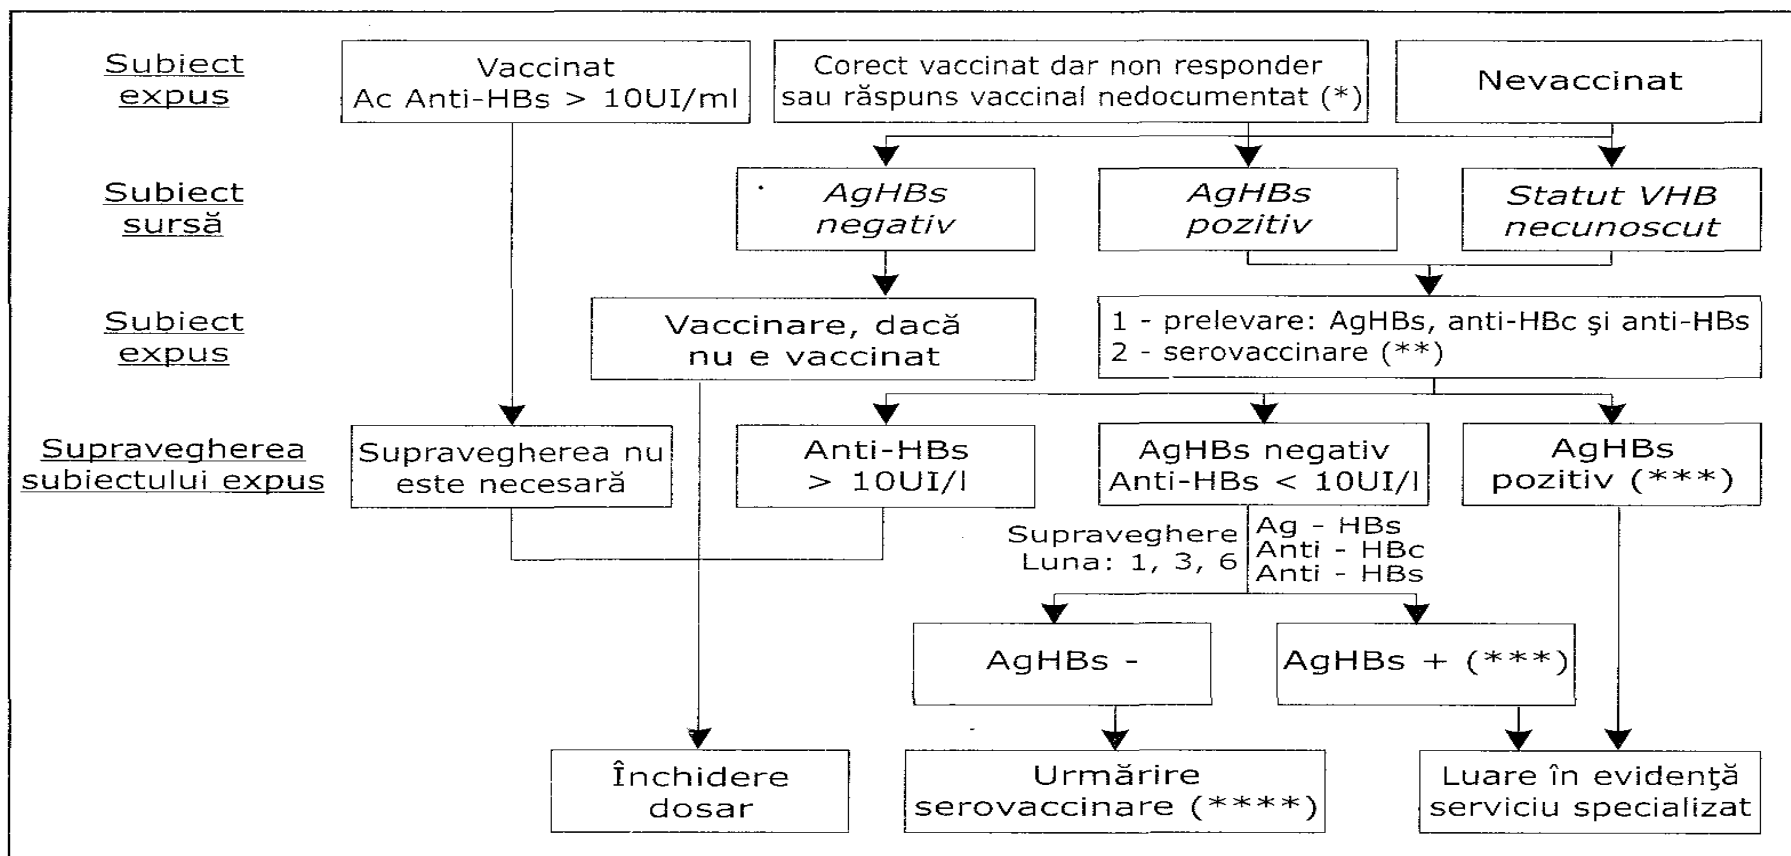 Subiect
expus
Vaccinat
Ac Anti-HBs > 10UI/ml
Corect vaccinat dar non responder
sau răspuns vaccinal nedocumentat (*)
Nevaccinat
Subiect
sursă
AgHBs
negativ
AgHBs
pozitiv
Statut VHB
necunoscut
Subiect
expus
Vaccinare, dacă
nu e vaccinat
1 - prelevare: AgHBs, anti-HBc şi anti-HBs
2 - serovaccinare (**)
Supravegherea
subiectului expus
Supravegherea nu
este necesară
Anti-HBs
> 10UI/l
AgHBs negativ
Anti-HBs < 10UI/l
AgHBs
pozitiv (***)
Supraveghere
Luna: 1, 3, 6
Ag - HBs
Anti - HBc
Anti - HBs
AgHBs -
AgHBs + (***)
Închidere
dosar
Urmărire
serovaccinare (****)
Luare în evidenţă
serviciu specializat